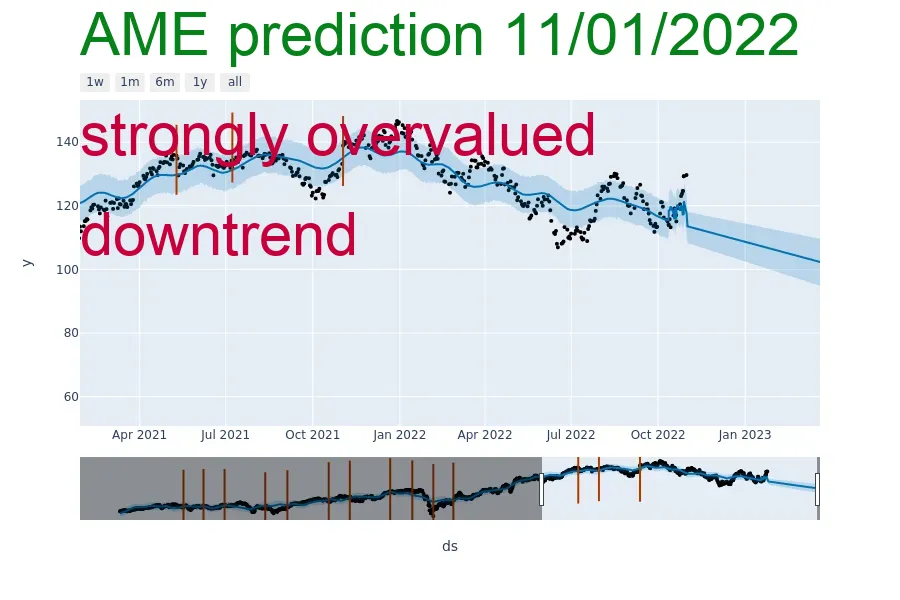 AME prediction 11/01/2022
1w 1m 6m 1y all
strongly overvalued
140
120
downtrend
y
100
80
60
Apr 2021 Jul 2021 Oct 2021 Jan 2022 Apr 2022 Jul 2022 Oct 2022 Jan 2023
ds